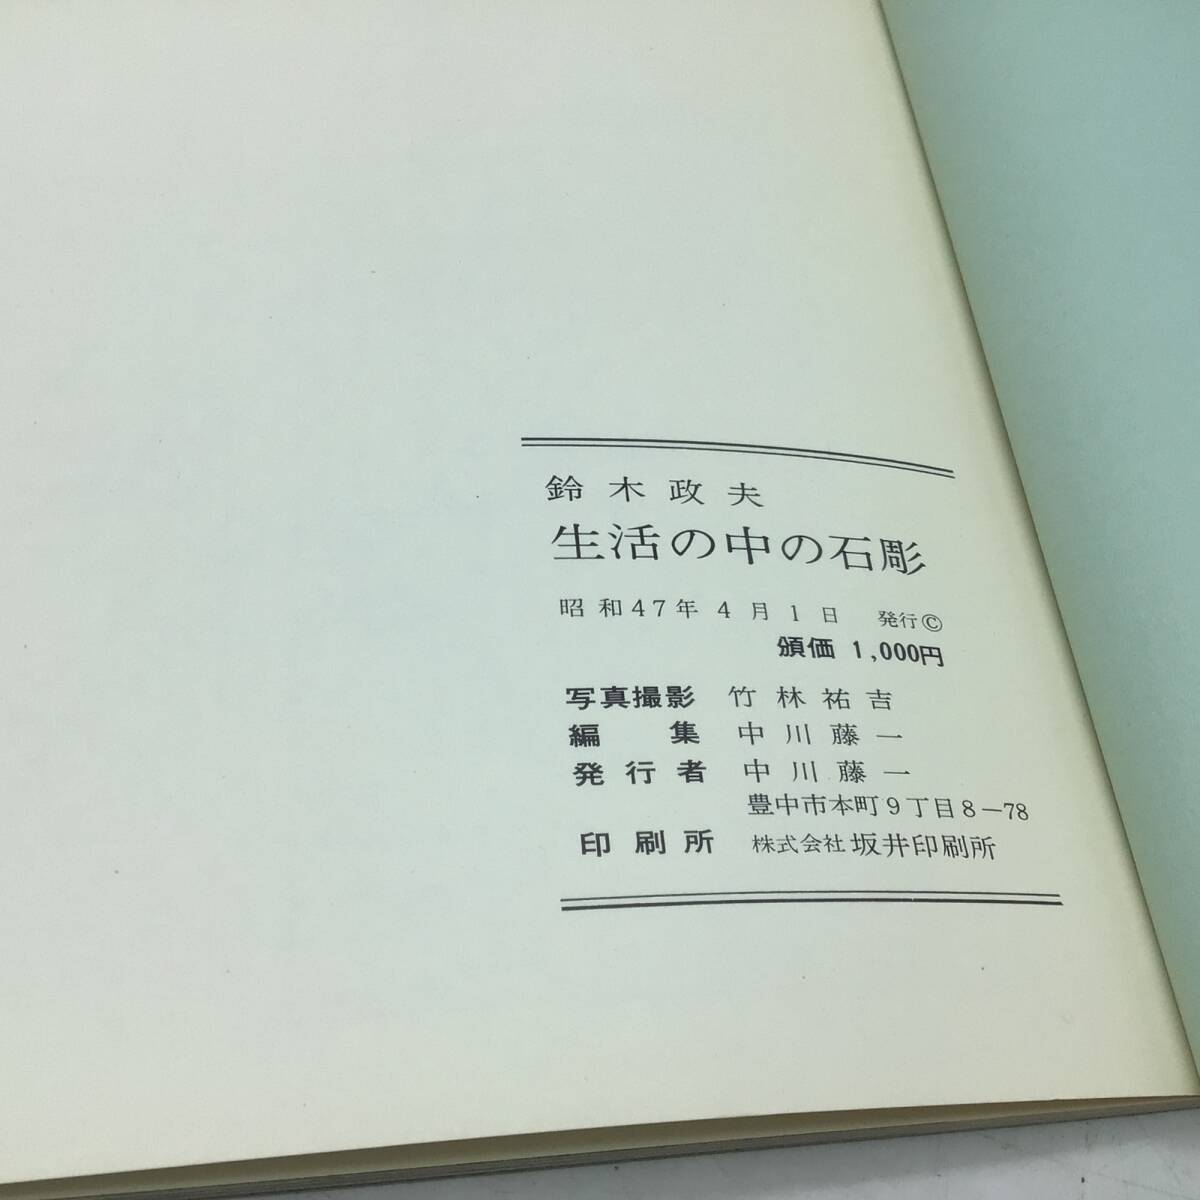 鈴木政夫
生活の中の石彫
昭和47年4月1日 発行©
頒価 1,000円
写真撮影 竹林祐吉
編集 中川藤一
発行者 中川藤一
豊中市本町9丁目8-78
印刷所 株式会社坂井印刷所